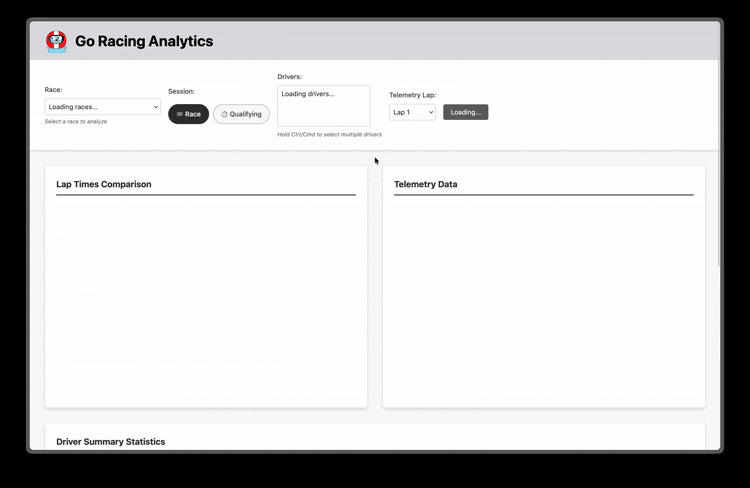 Go Racing Analytics
Race:
Loading races...
Select a race to analyze
Session:
Race
Qualifying
Drivers:
Loading drivers...
Hold Ctrl/Cmd to select multiple drivers
Telemetry Lap:
Lap 1
Loading...
Lap Times Comparison
Telemetry Data
Driver Summary Statistics